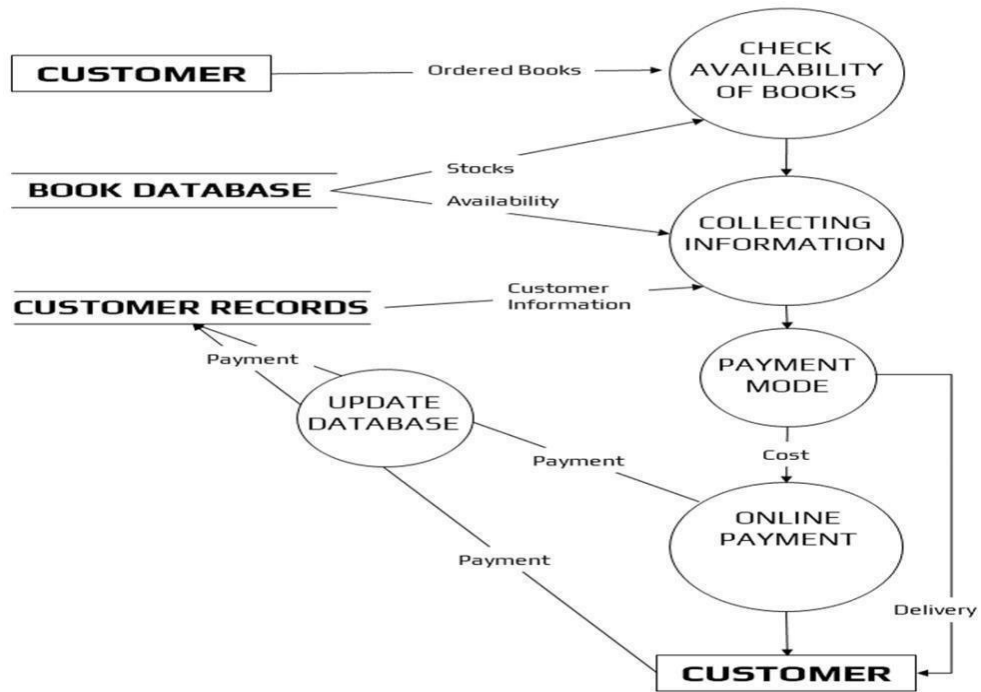 CUSTOMER
Ordered Books
CHECK
AVAILABILITY
OF BOOKS
BOOK DATABASE
Stocks
Availability
COLLECTING
INFORMATION
CUSTOMER RECORDS
Customer
Information
Payment
UPDATE
DATABASE
PAYMENT
MODE
Cost
Payment
ONLINE
PAYMENT
Payment
Delivery
CUSTOMER